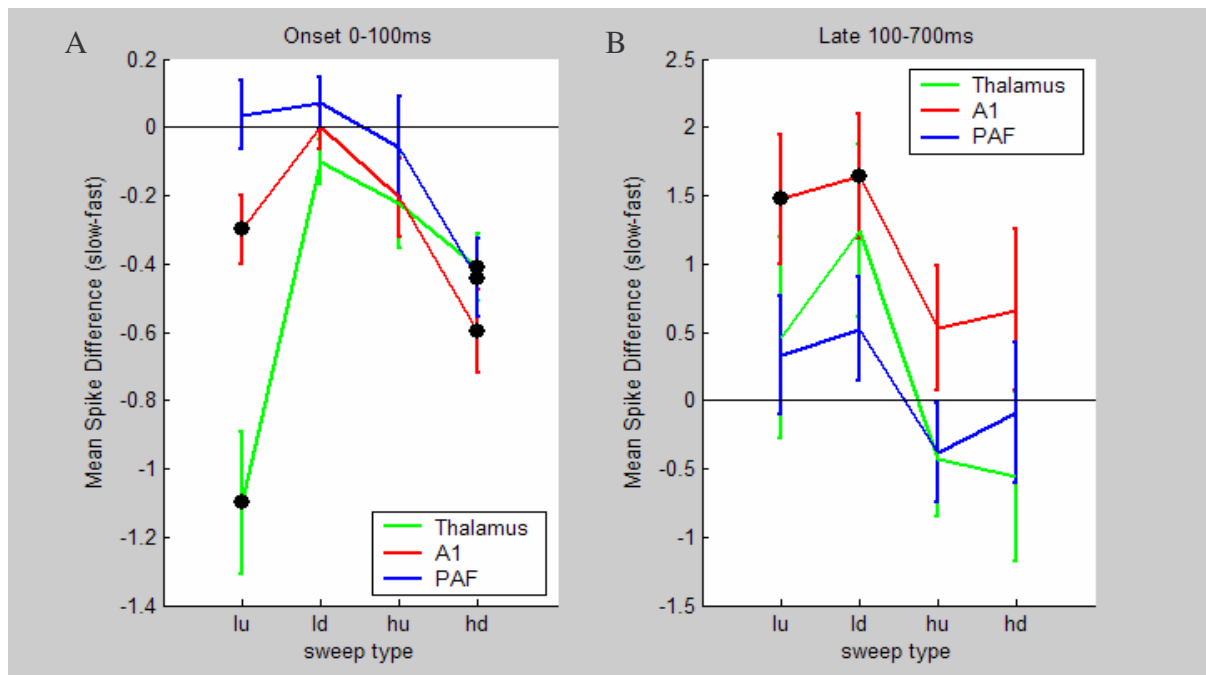 A
Onset 0-100ms
Mean Spike Difference (slow-fast)
0.2
0
-0.2
-0.4
-0.6
-0.8
-1
-1.2
-1.4
lu
ld
hu
hd
sweep type
Thalamus
A1
PAF
B
Late 100-700ms
Mean Spike Difference (slow-fast)
2.5
2
1.5
1
0.5
0
-0.5
-1
-1.5
lu
ld
hu
hd
sweep type
Thalamus
A1
PAF